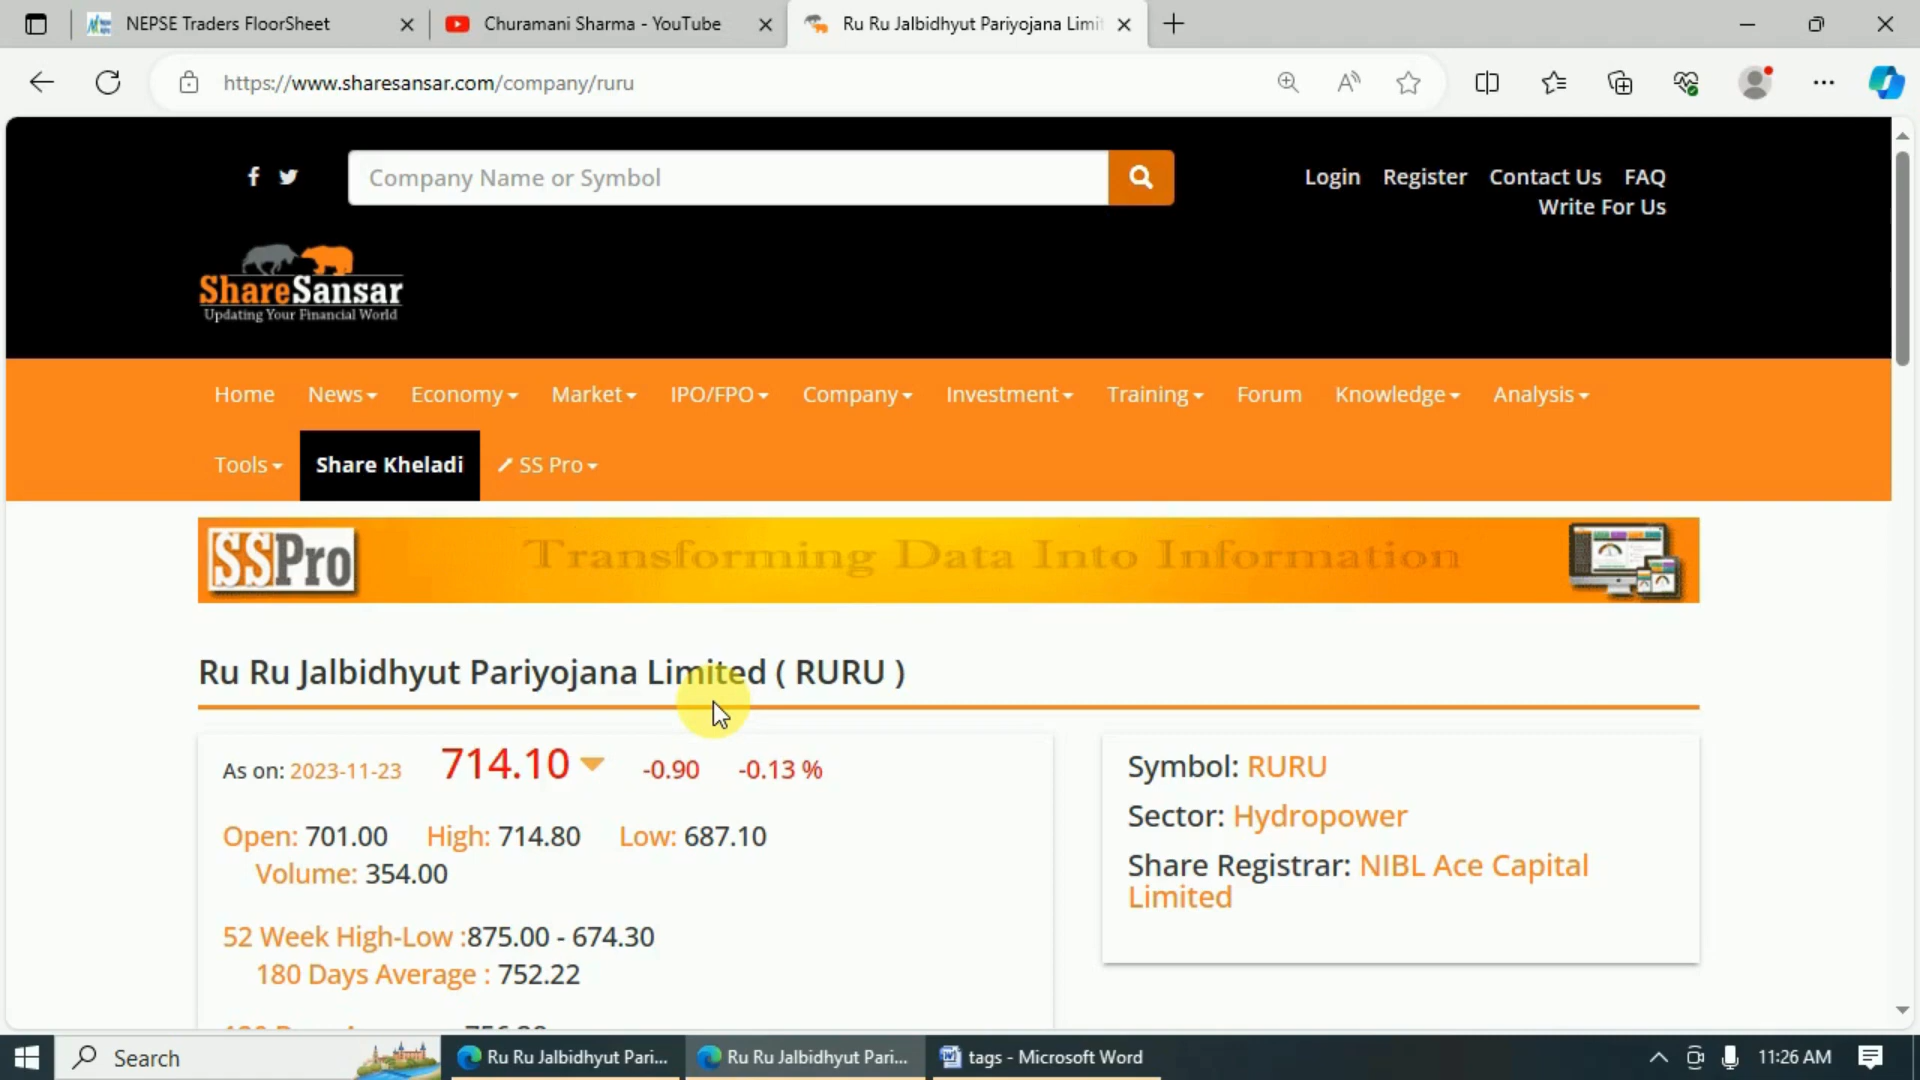 NEPSE Traders FloorSheet
Churamani Sharma - YouTube
Ru Ru Jalbidhyut Pariyojana Limi
https://www.sharesansar.com/company/ruru
Company Name or Symbol
Login Register Contact Us FAQ
Write For Us
ShareSansar
Updating Your Financial World
Home News Economy Market IPO/FPO Company Investment Training Forum Knowledge Analysis
Tools Share Kheladi SS Pro
SSPro Transforming Data Into Information
Ru Ru Jalbidhyut Pariyojana Limited ( RURU )
As on: 2023-11-23 714.10 -0.90 -0.13 %
Open: 701.00 High: 714.80 Low: 687.10
Volume: 354.00
52 Week High-Low :875.00 - 674.30
180 Days Average : 752.22
Symbol: RURU
Sector: Hydropower
Share Registrar: NIBL Ace Capital
Limited
Search
Ru Ru Jalbidhyut Pari...
Ru Ru Jalbidhyut Pari...
tags - Microsoft Word
11:26 AM